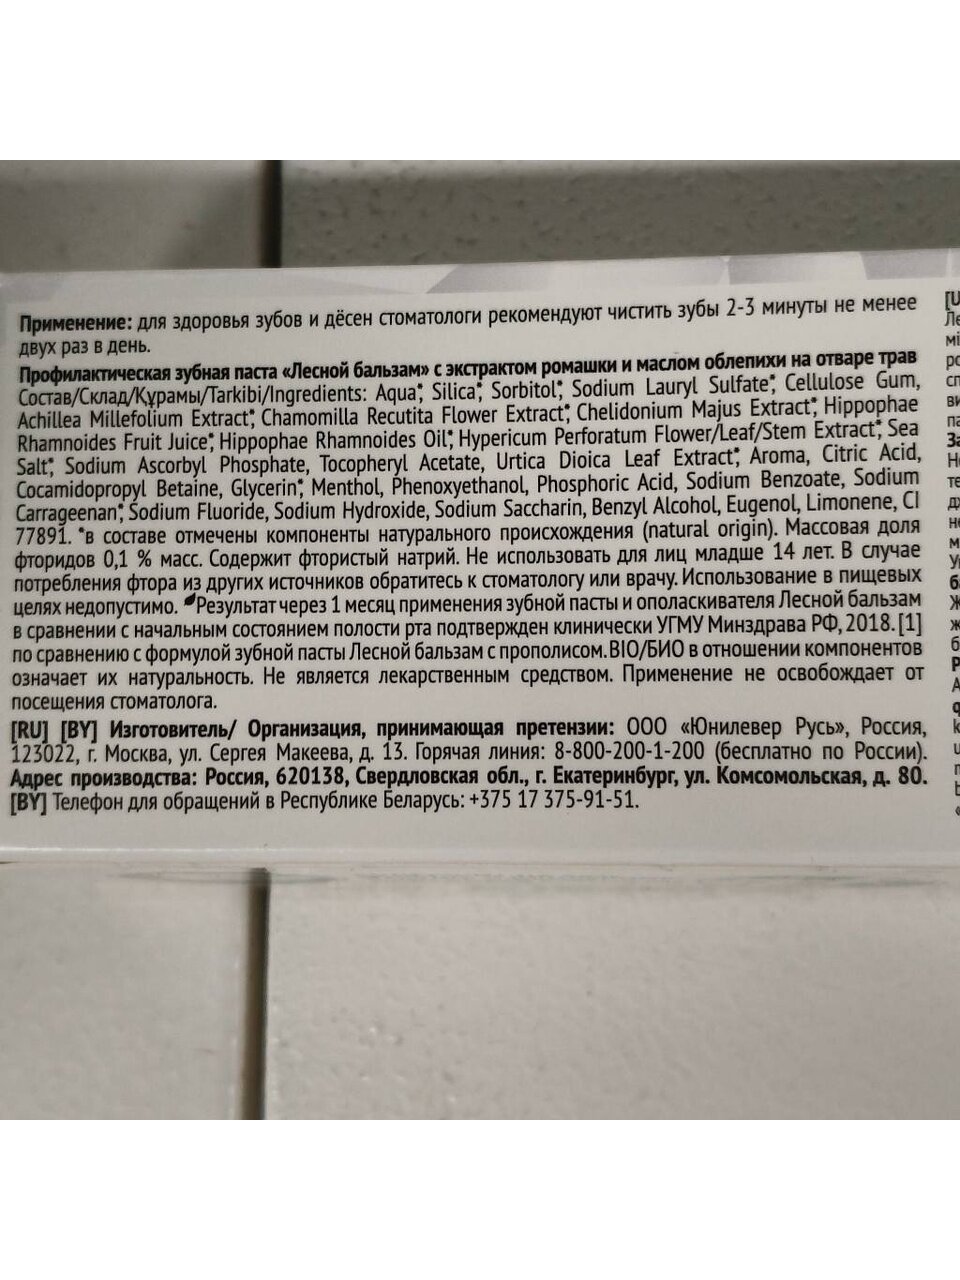 Применение: для здоровья зубов и дёсен стоматологи рекомендуют чистить зубы 2-3 минуты не менее
двух раз в день.
Профилактическая зубная паста «Лесной бальзам» с экстрактом ромашки и маслом облепихи на отваре трав
Состав/Склад/Құрамы/Tarkibi/Ingredients: Aqua*, Silica*, Sorbitol*, Sodium Lauryl Sulfate*, Cellulose Gum,
Achillea Millefolium Extract*, Chamomilla Recutita Flower Extract*, Chelidonium Majus Extract*, Hippophae
Rhamnoides Fruit Juice*, Hippophae Rhamnoides Oil*, Hypericum Perforatum Flower/Leaf/Stem Extract*, Sea
Salt*, Sodium Ascorbyl Phosphate, Tocopheryl Acetate, Urtica Dioica Leaf Extract*, Aroma, Citric Acid,
Cocamidopropyl Betaine, Glycerin*, Menthol, Phenoxyethanol, Phosphoric Acid, Sodium Benzoate, Sodium
Carrageenan*, Sodium Fluoride, Sodium Hydroxide, Sodium Saccharin, Benzyl Alcohol, Eugenol, Limonene, CI
77891. *в составе отмечены компоненты натурального происхождения (natural origin). Массовая доля
фторидов 0,1 % масс. Содержит фтористый натрий. Не использовать для лиц младше 14 лет. В случае
потребления фтора из других источников обратитесь к стоматологу или врачу. Использование в пищевых
целях недопустимо. Результат через 1 месяц применения зубной пасты и ополаскивателя Лесной бальзам
в сравнении с начальным состоянием полости рта подтвержден клинически УГМУ Минздрава РФ, 2018. [1]
по сравнению с формулой зубной пасты Лесной бальзам с прополисом. BIO/БИО в отношении компонентов
означает их натуральность. Не является лекарственным средством. Применение не освобождает от
посещения стоматолога.
[RU] [BY] Изготовитель/ Организация, принимающая претензии: ООО «Юнилевер Русь», Россия,
123022, г. Москва, ул. Сергея Макеева, д. 13. Горячая линия: 8-800-200-1-200 (бесплатно по России).
Адрес производства: Россия, 620138, Свердловская обл., г. Екатеринбург, ул. Комсомольская, д. 80.
[BY] Телефон для обращений в Республике Беларусь: +375 17 375-91-51.